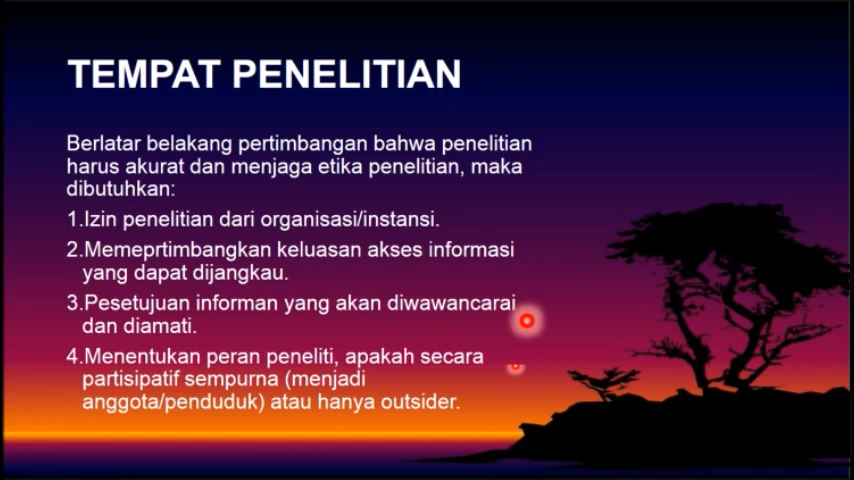 TEMPAT PENELITIAN
Berlatar belakang pertimbangan bahwa penelitian
harus akurat dan menjaga etika penelitian, maka
dibutuhkan:
1.Izin penelitian dari organisasi/instansi.
2.Memeprtimbangkan keluasan akses informasi
yang dapat dijangkau.
3.Pesetujuan informan yang akan diwawancarai
dan diamati.
4.Menentukan peran peneliti, apakah secara
partisipatif sempurna (menjadi
anggota/penduduk) atau hanya outsider.